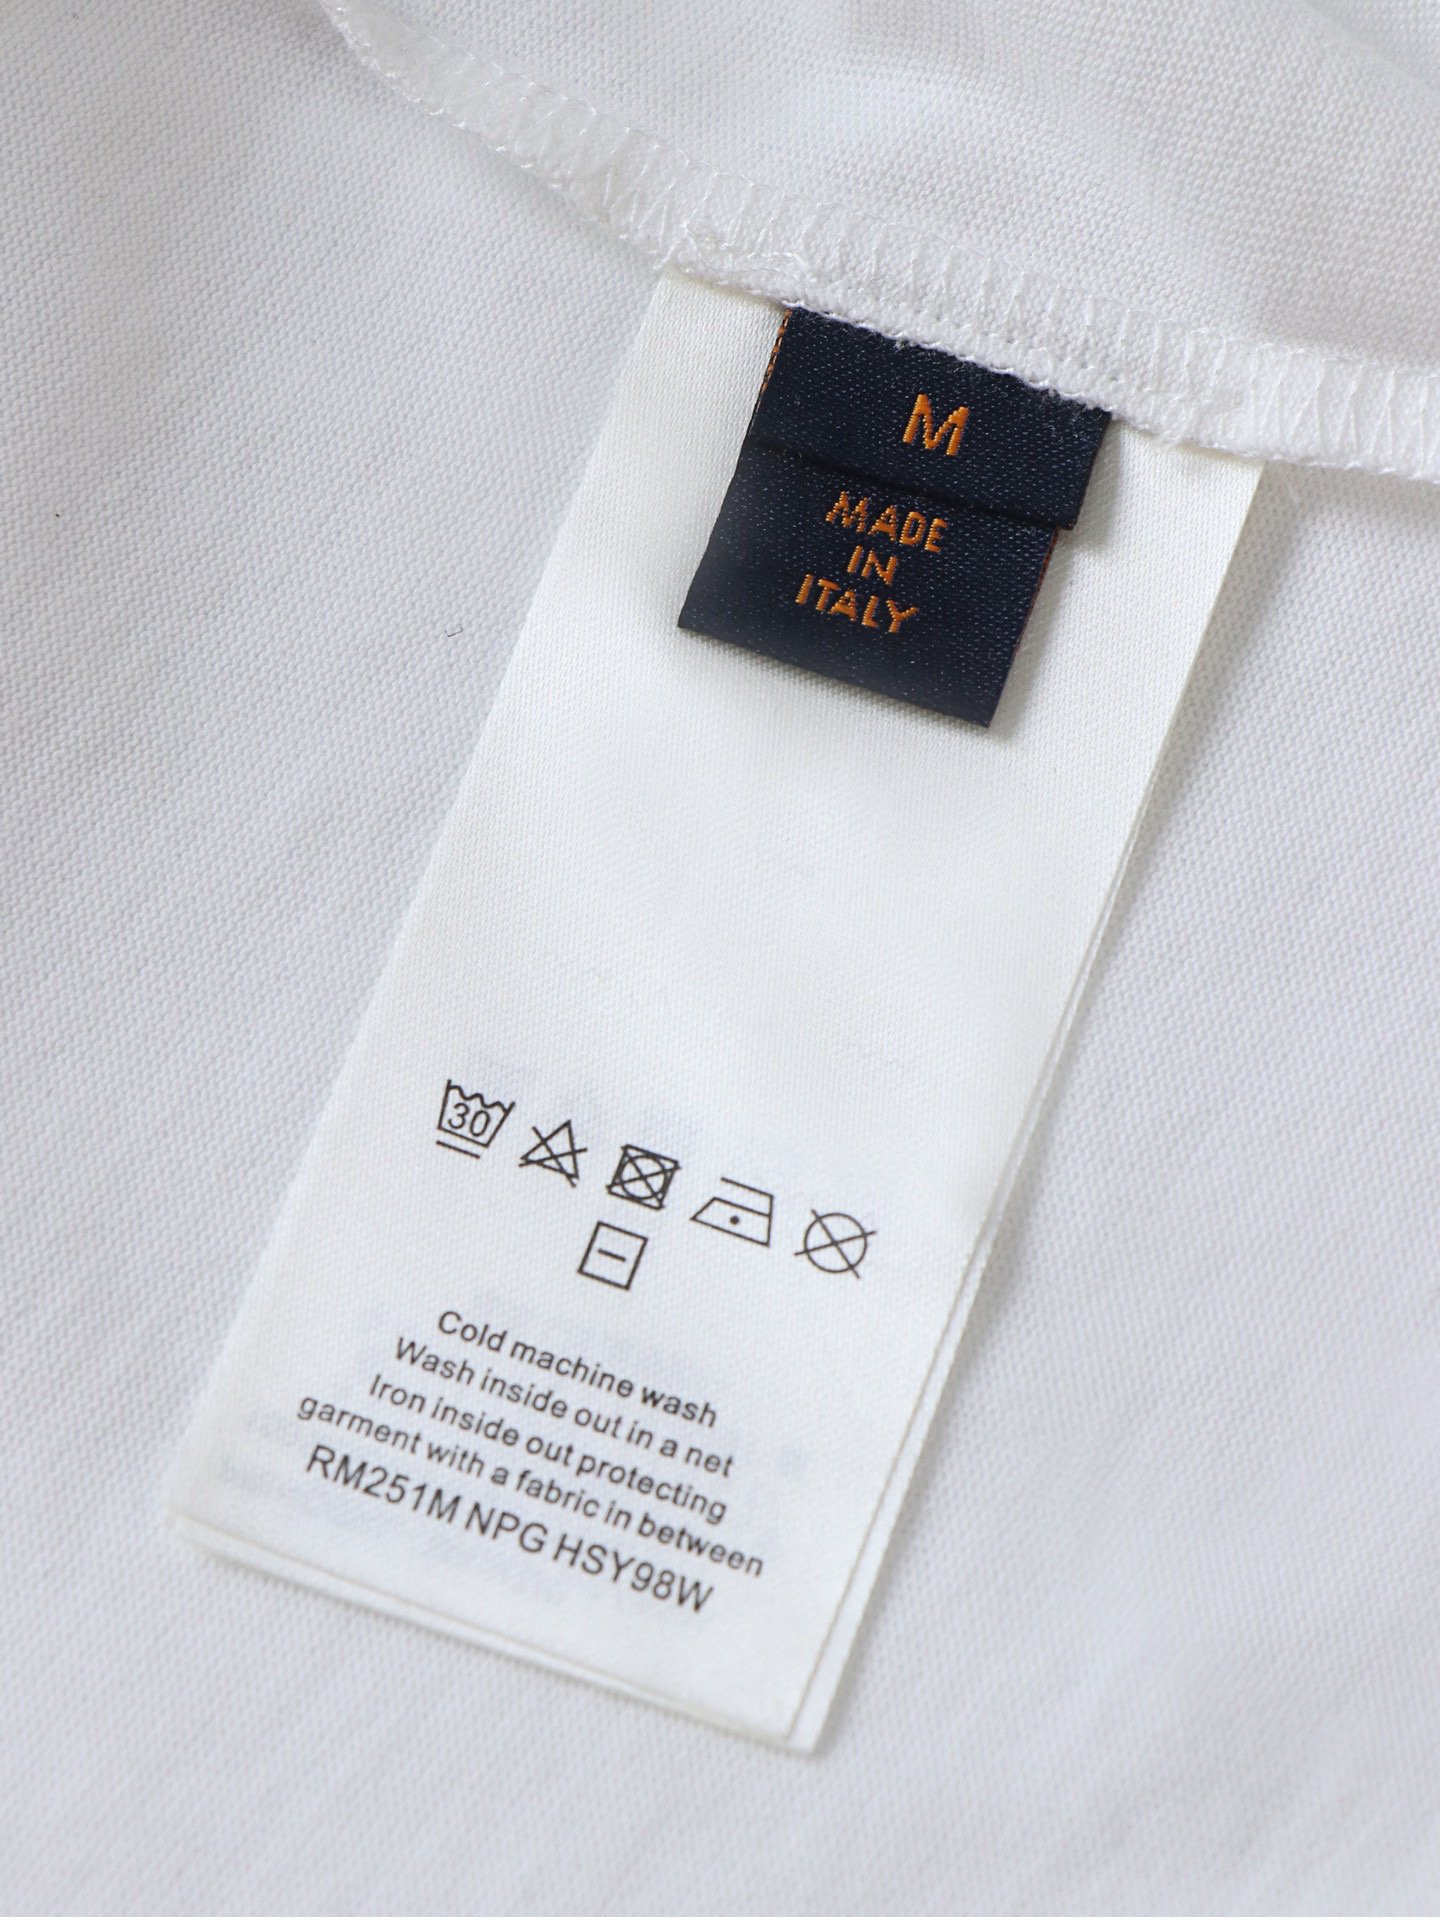 M
MADE
IN
ITALY
30
Cold machine wash
Wash inside out in a net
Iron inside out protecting
garment with a fabric in between
RM251M NPG HSY98W